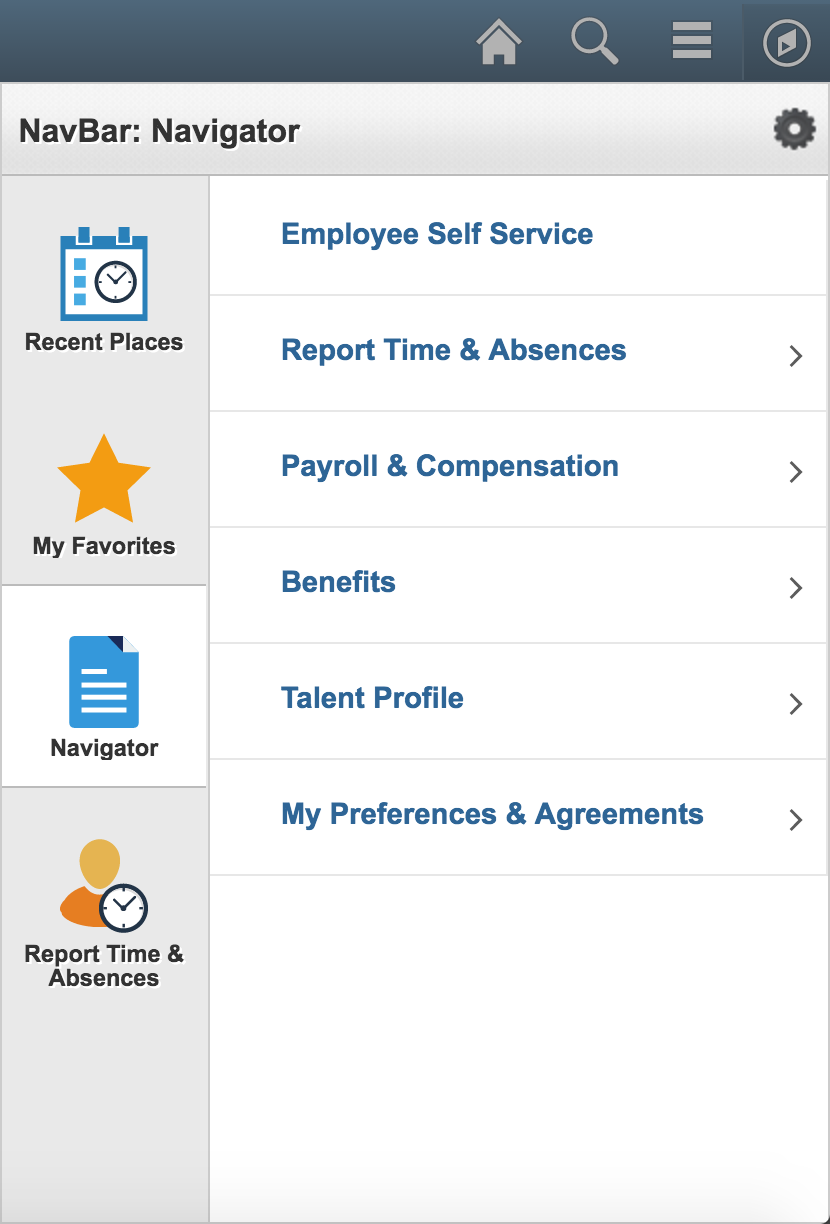 NavBar: Navigator
Recent Places
My Favorites
Navigator
Report Time &
Absences
Employee Self Service
Report Time & Absences
Payroll & Compensation
Benefits
Talent Profile
My Preferences & Agreements